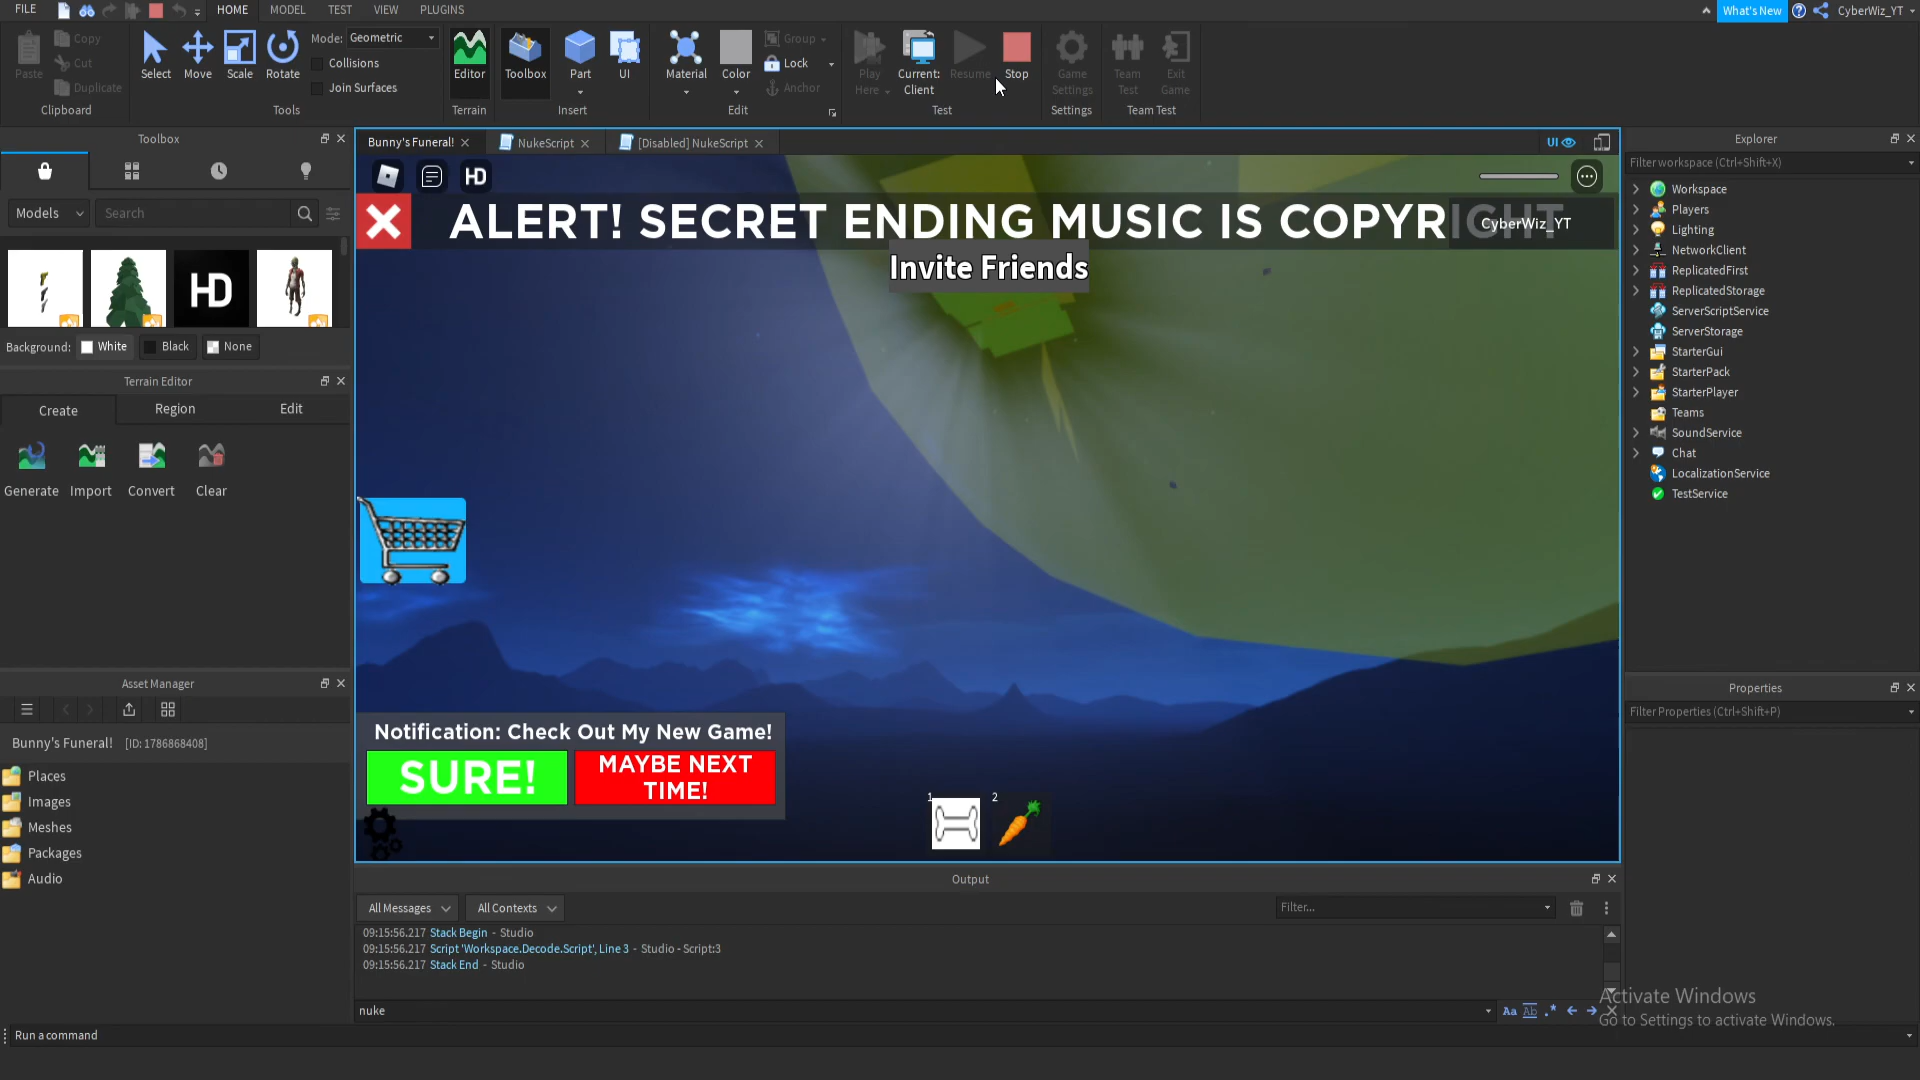 FILE
HOME
MODEL
TEST
VIEW
PLUGINS
What's New
CyberWiz_YT
Paste
Copy
Cut
Duplicate
Clipboard
Select
Move
Scale
Rotate
Mode: Geometric
Collisions
Join Surfaces
Tools
Editor
Terrain
Toolbox
Part
UI
Insert
Material
Color
Group
Lock
Anchor
Edit
Play
Here
Current:
Client
Resume
Stop
Test
Game
Settings
Settings
Team
Test
Exit
Game
Team Test
Toolbox
Models
Search
HD
Background: White Black None
Terrain Editor
Create
Region
Edit
Generate
Import
Convert
Clear
Asset Manager
Bunny's Funeral! [ID: 1786868408]
Places
Images
Meshes
Packages
Audio
Bunny's Funeral!
NukeScript
[Disabled] NukeScript
UI
HD
ALERT! SECRET ENDING MUSIC IS COPYRIGHT
CyberWiz_YT
Invite Friends
Notification: Check Out My New Game!
SURE!
MAYBE NEXT
TIME!
1
2
Output
All Messages
All Contexts
Filter...
09:15:56.217 Stack Begin - Studio
09:15:56.217 Script 'Workspace.Decode.Script', Line 3 - Studio - Script:3
09:15:56.217 Stack End - Studio
nuke
Aa Ab .*
Run a command
Explorer
Filter workspace (Ctrl+Shift+X)
Workspace
Players
Lighting
NetworkClient
ReplicatedFirst
ReplicatedStorage
ServerScriptService
ServerStorage
StarterGui
StarterPack
StarterPlayer
Teams
SoundService
Chat
LocalizationService
TestService
Properties
Filter Properties (Ctrl+Shift+P)
Activate Windows
Go to Settings to activate Windows.